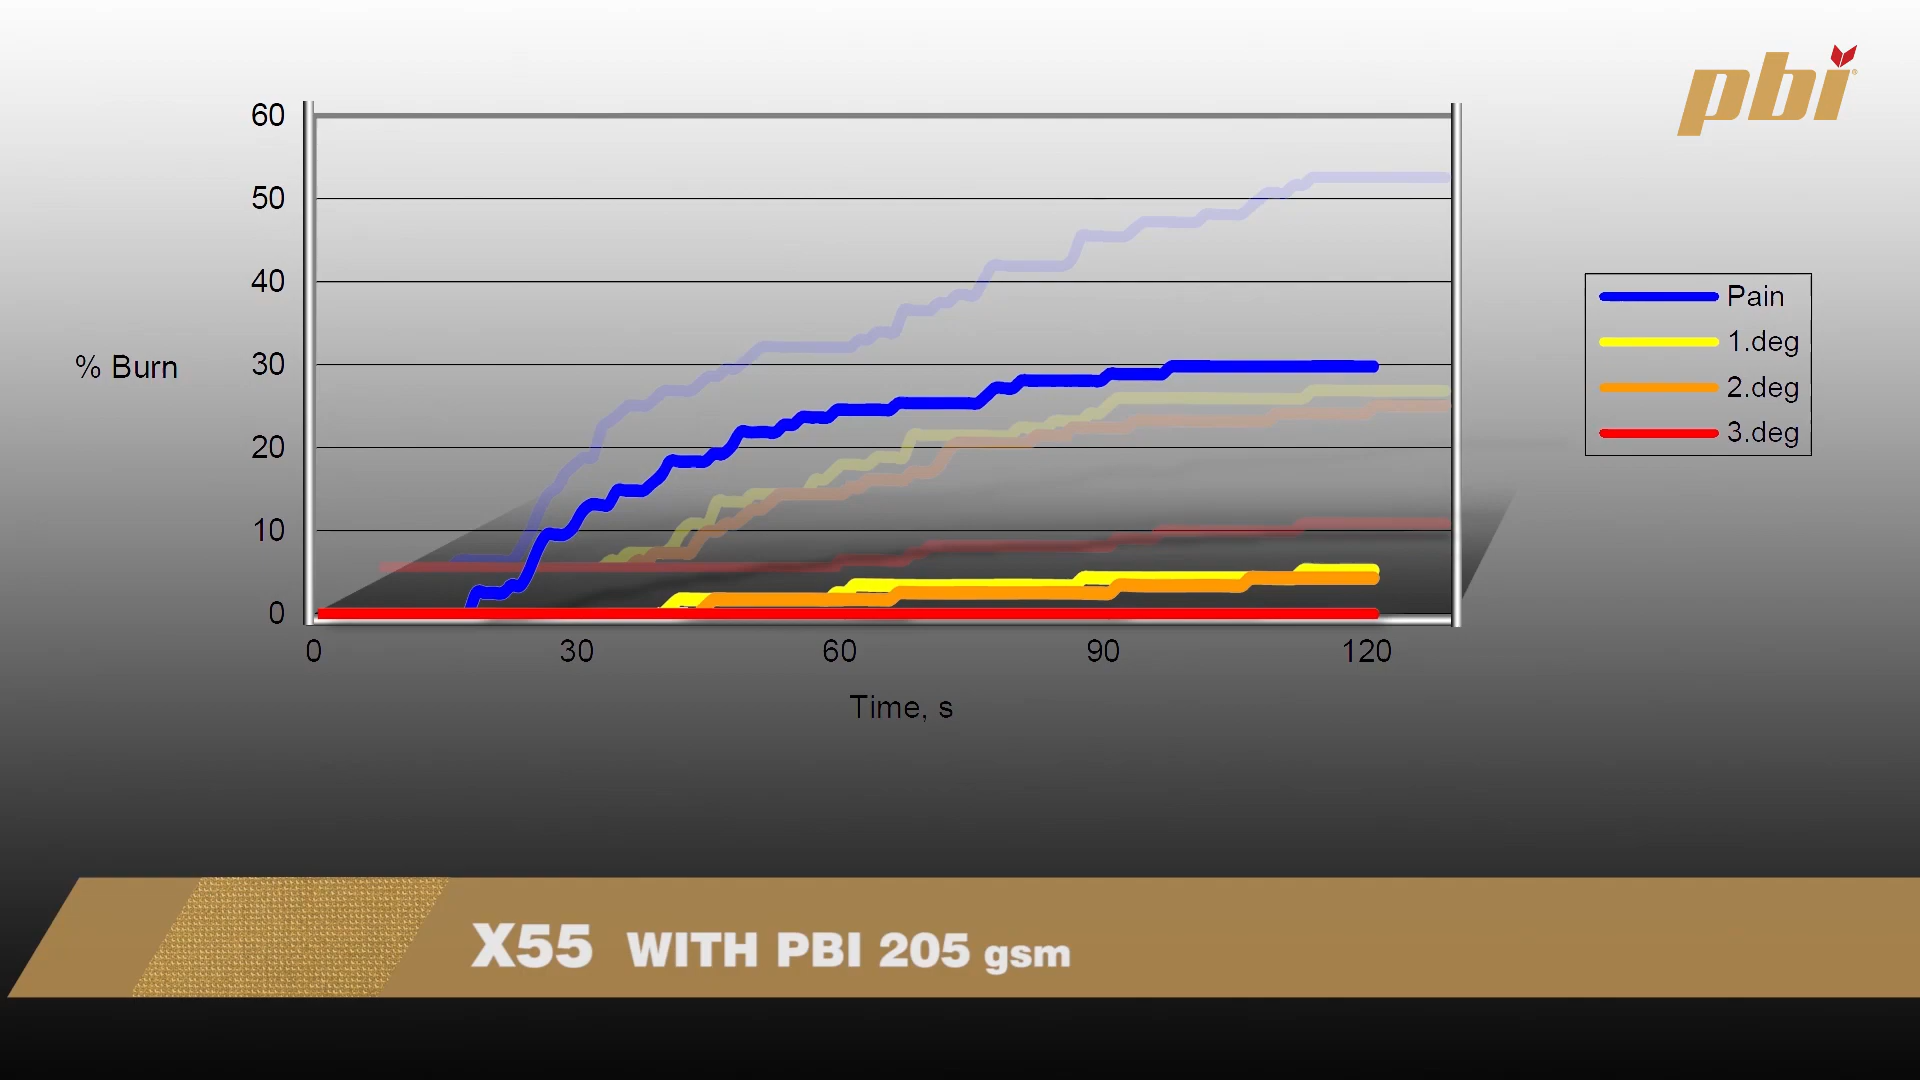 pbi
60
50
40
30
20
10
0
% Burn
0 30 60 90 120
Time, s
Pain
1.deg
2.deg
3.deg
X55 WITH PBI 205 gsm